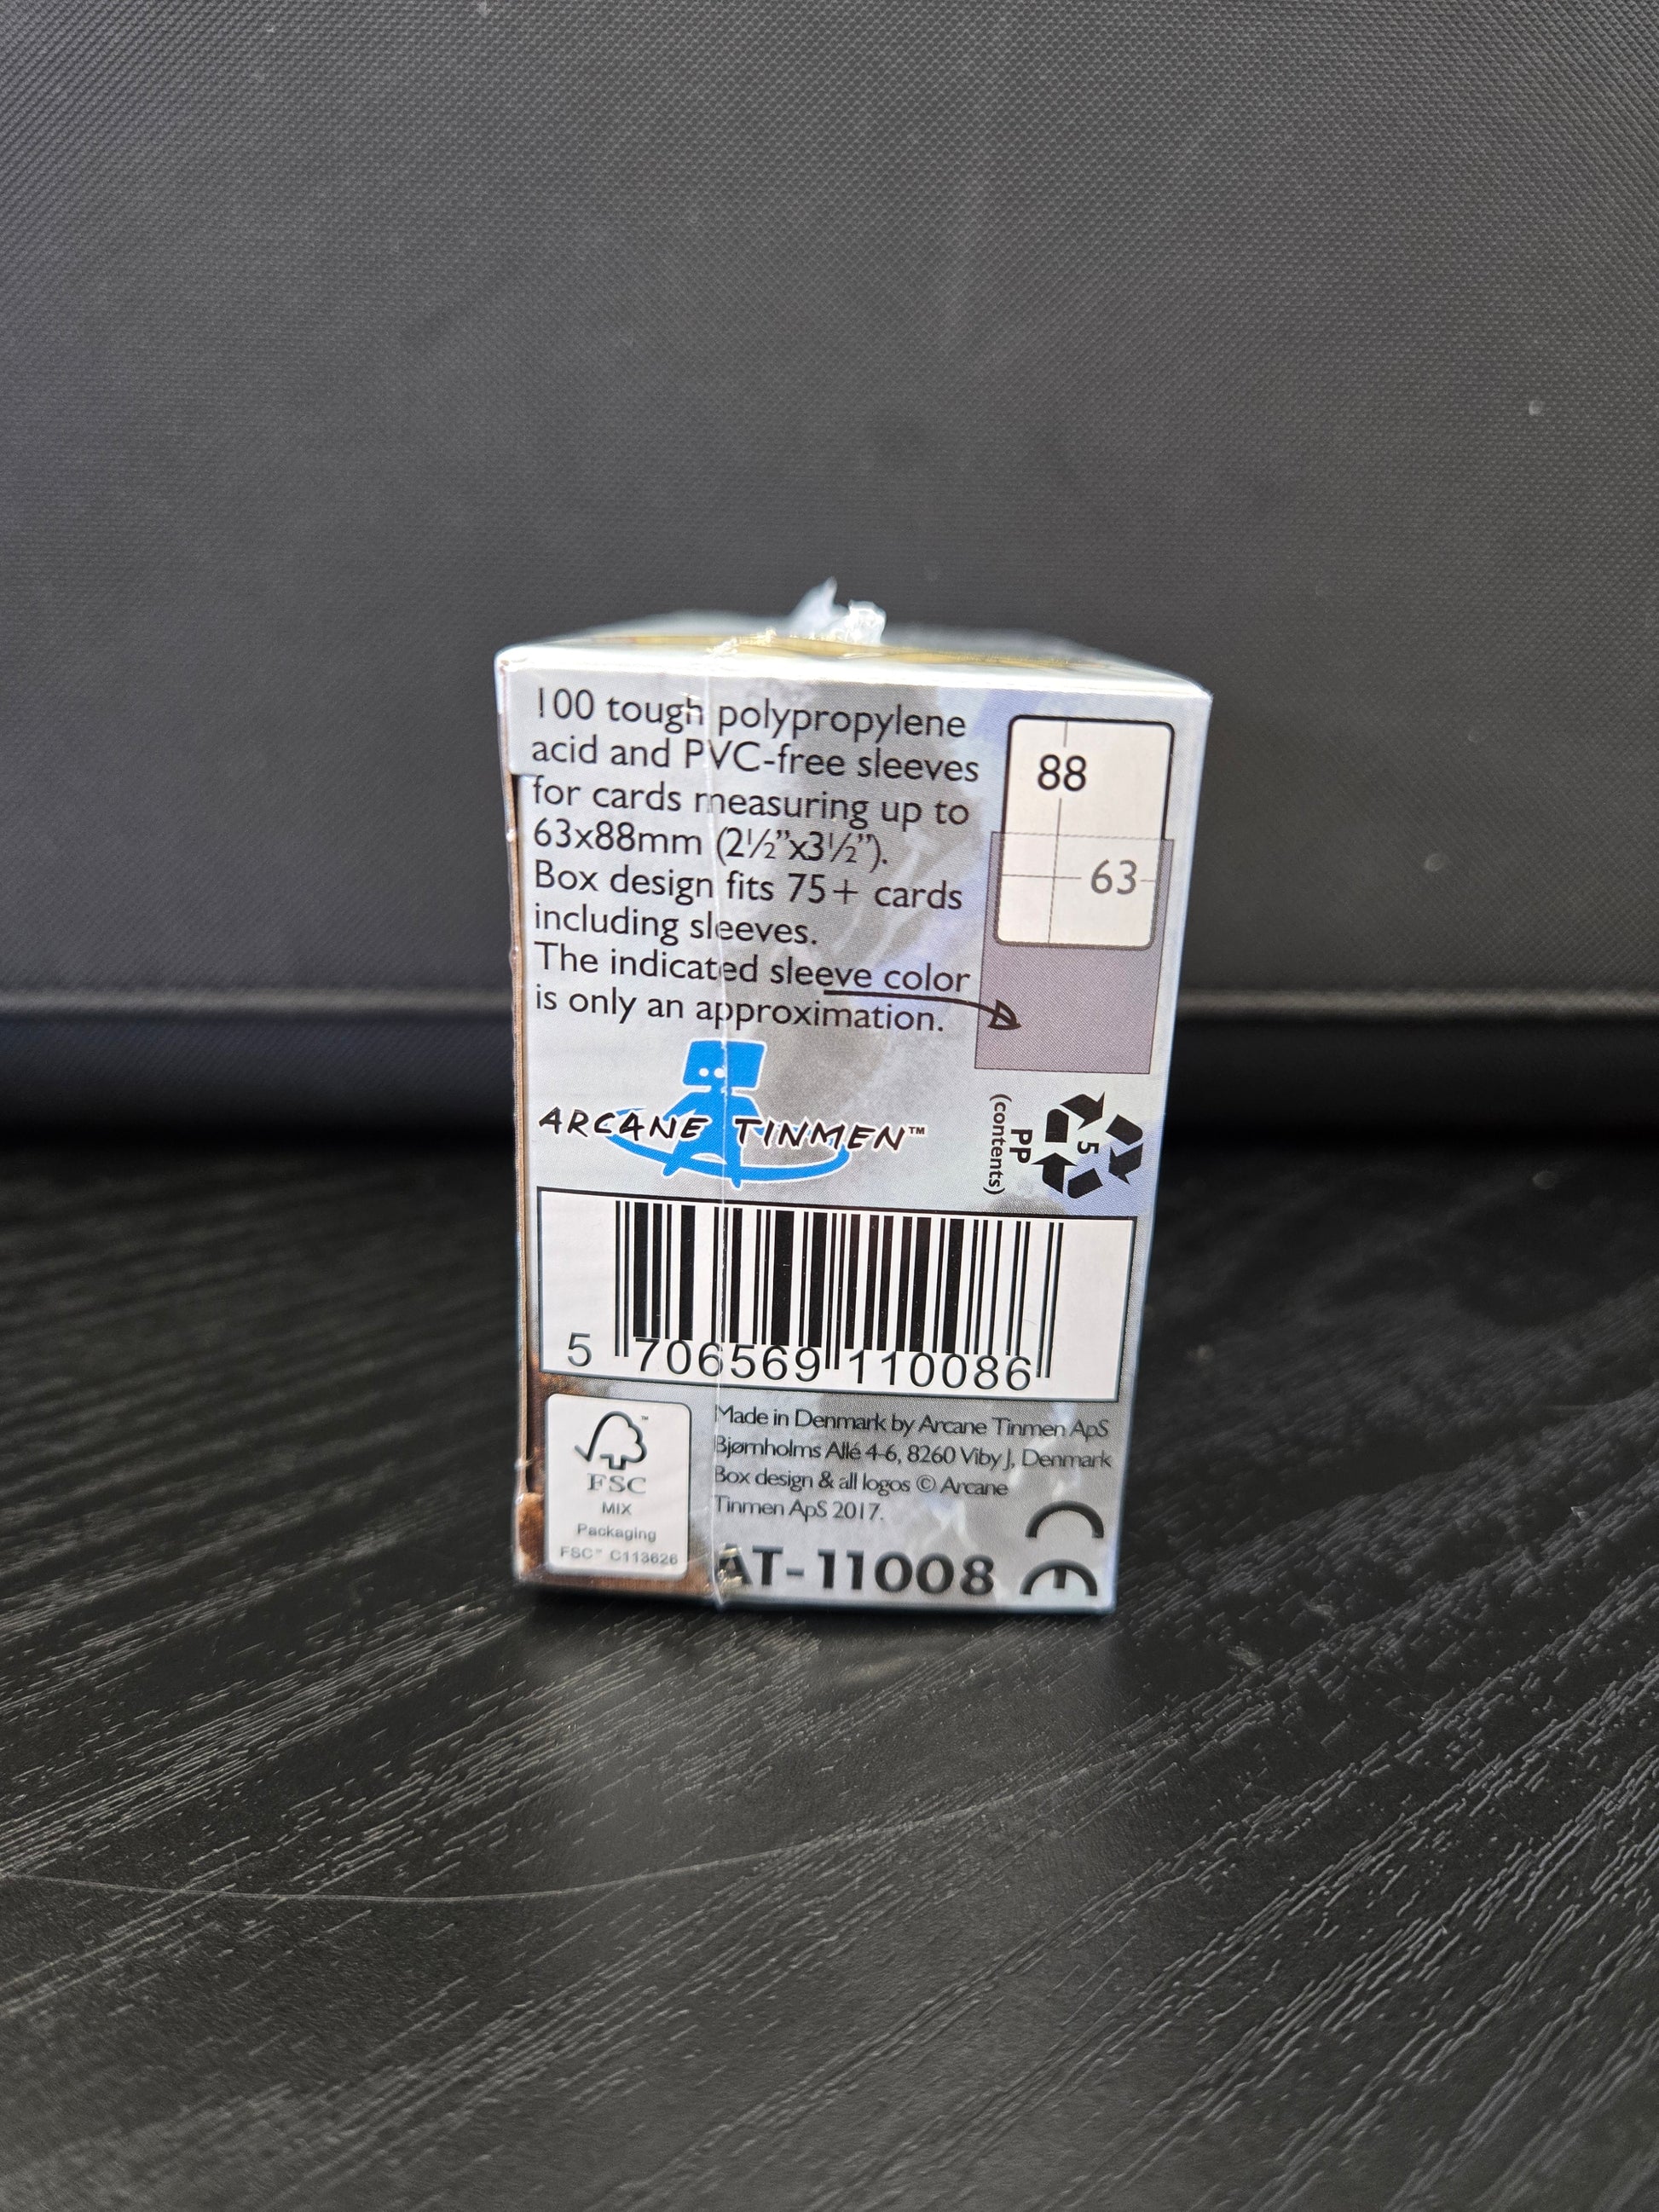 100 tough polypropylene
acid and PVC-free sleeves
for cards measuring up to
63x88mm (2½”x3½”).
Box design fits 75+ cards
including sleeves.
The indicated sleeve color
is only an approximation.
88
63
ARCANE TINMEN™
5
PP
(contents)
5 706569 110086
FSC™
MIX
Packaging
FSC™ C113626
Made in Denmark by Arcane Tinmen ApS
Bjørnholms Allé 4-6, 8260 Viby J, Denmark
Box design & all logos © Arcane
Tinmen ApS 2017.
AT-11008
CE